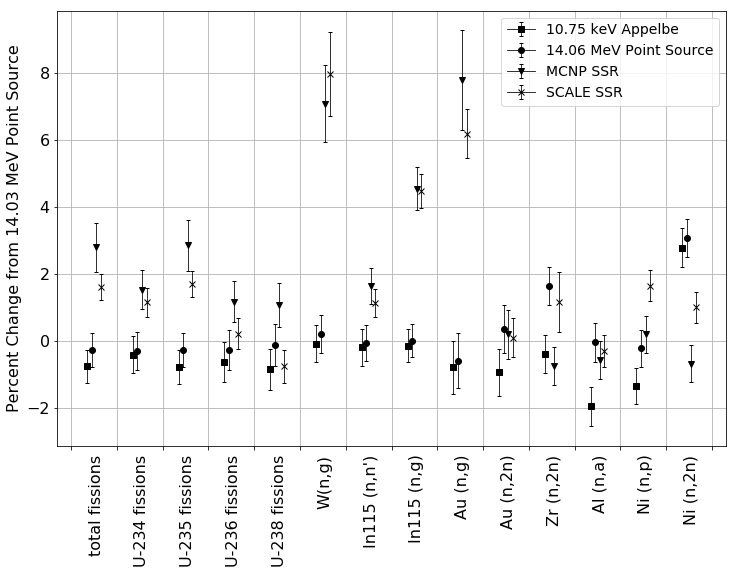 Percent Change from 14.03 MeV Point Source
10.75 keV Appelbe
14.06 MeV Point Source
MCNP SSR
SCALE SSR
8
6
4
2
0
−2
total fissions
U-234 fissions
U-235 fissions
U-236 fissions
U-238 fissions
W(n,g)
In115 (n,n')
In115 (n,g)
Au (n,g)
Au (n,2n)
Zr (n,2n)
Al (n,a)
Ni (n,p)
Ni (n,2n)